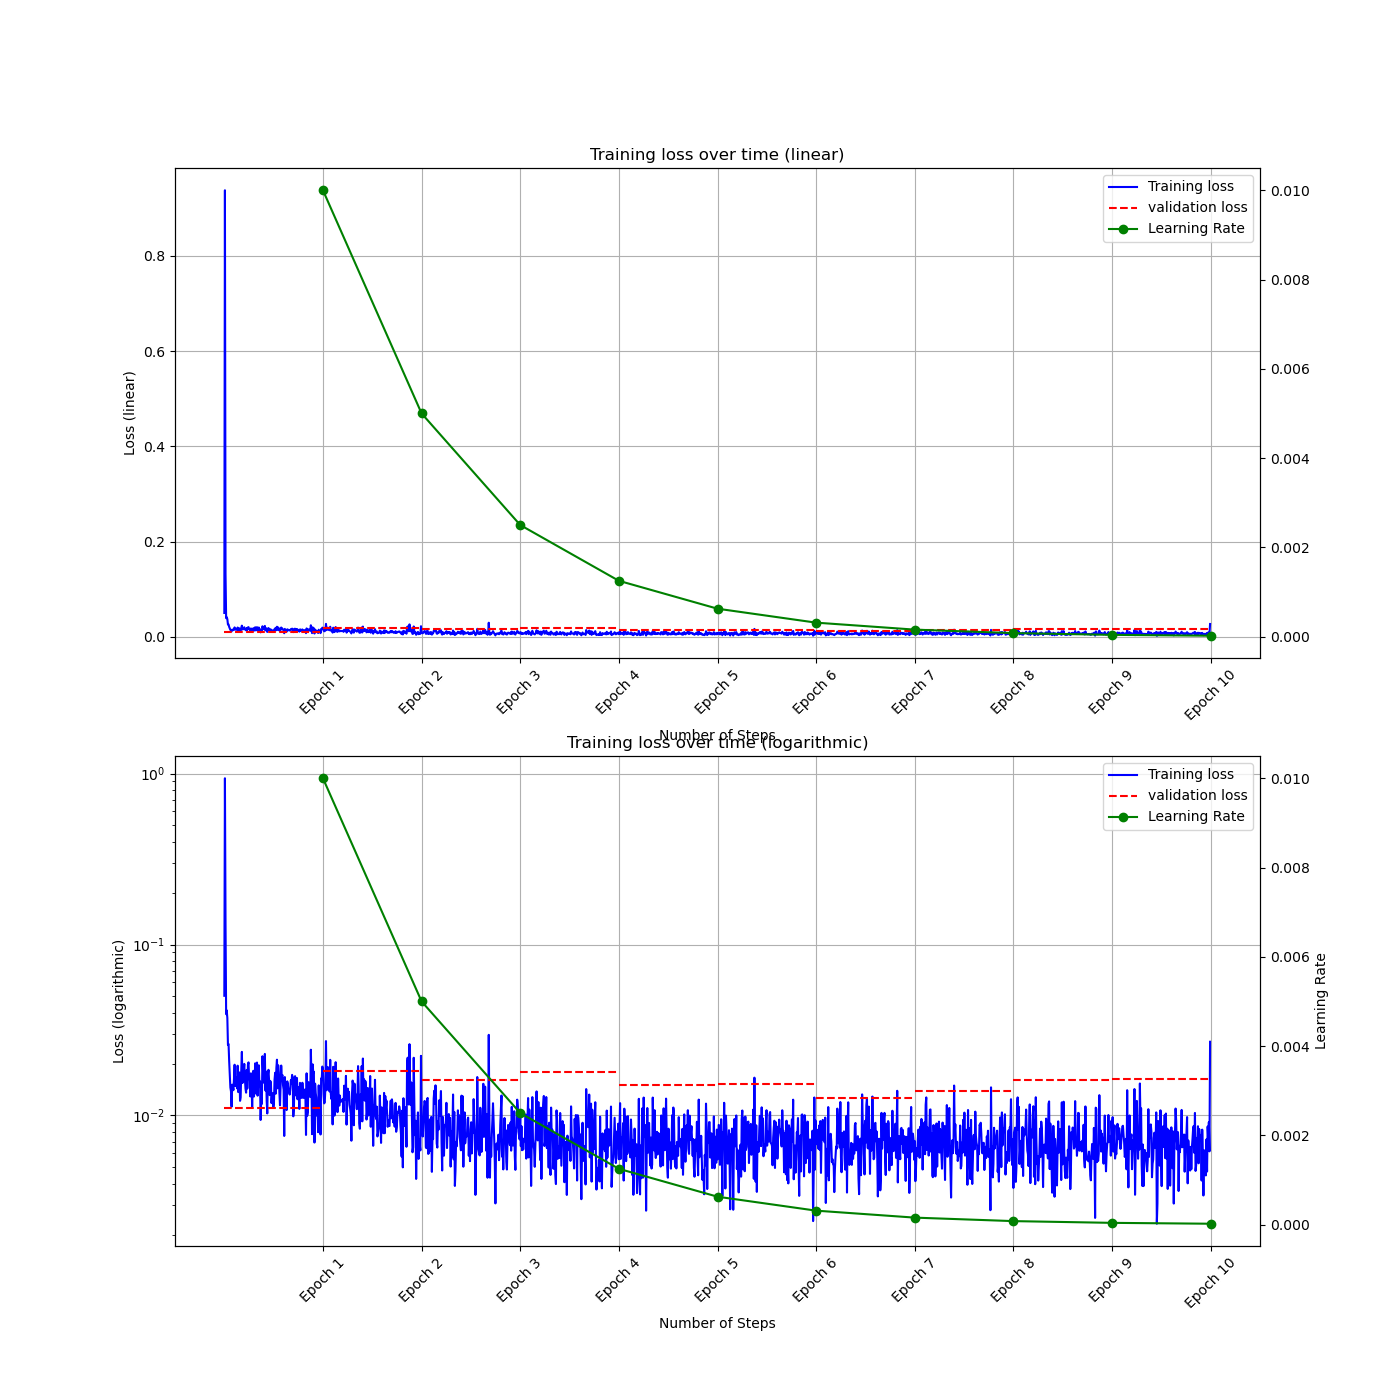 Training loss over time (linear)
Training loss
validation loss
Learning Rate
Loss (linear)
0.8
0.6
0.4
0.2
0.0
0.010
0.008
0.006
0.004
0.002
0.000
Epoch 1
Epoch 2
Epoch 3
Epoch 4
Epoch 5
Epoch 6
Epoch 7
Epoch 8
Epoch 9
Epoch 10
Number of Steps
Training loss over time (logarithmic)
Training loss
validation loss
Learning Rate
Loss (logarithmic)
10⁰
10⁻¹
10⁻²
0.010
0.008
0.006
0.004
0.002
0.000
Learning Rate
Epoch 1
Epoch 2
Epoch 3
Epoch 4
Epoch 5
Epoch 6
Epoch 7
Epoch 8
Epoch 9
Epoch 10
Number of Steps